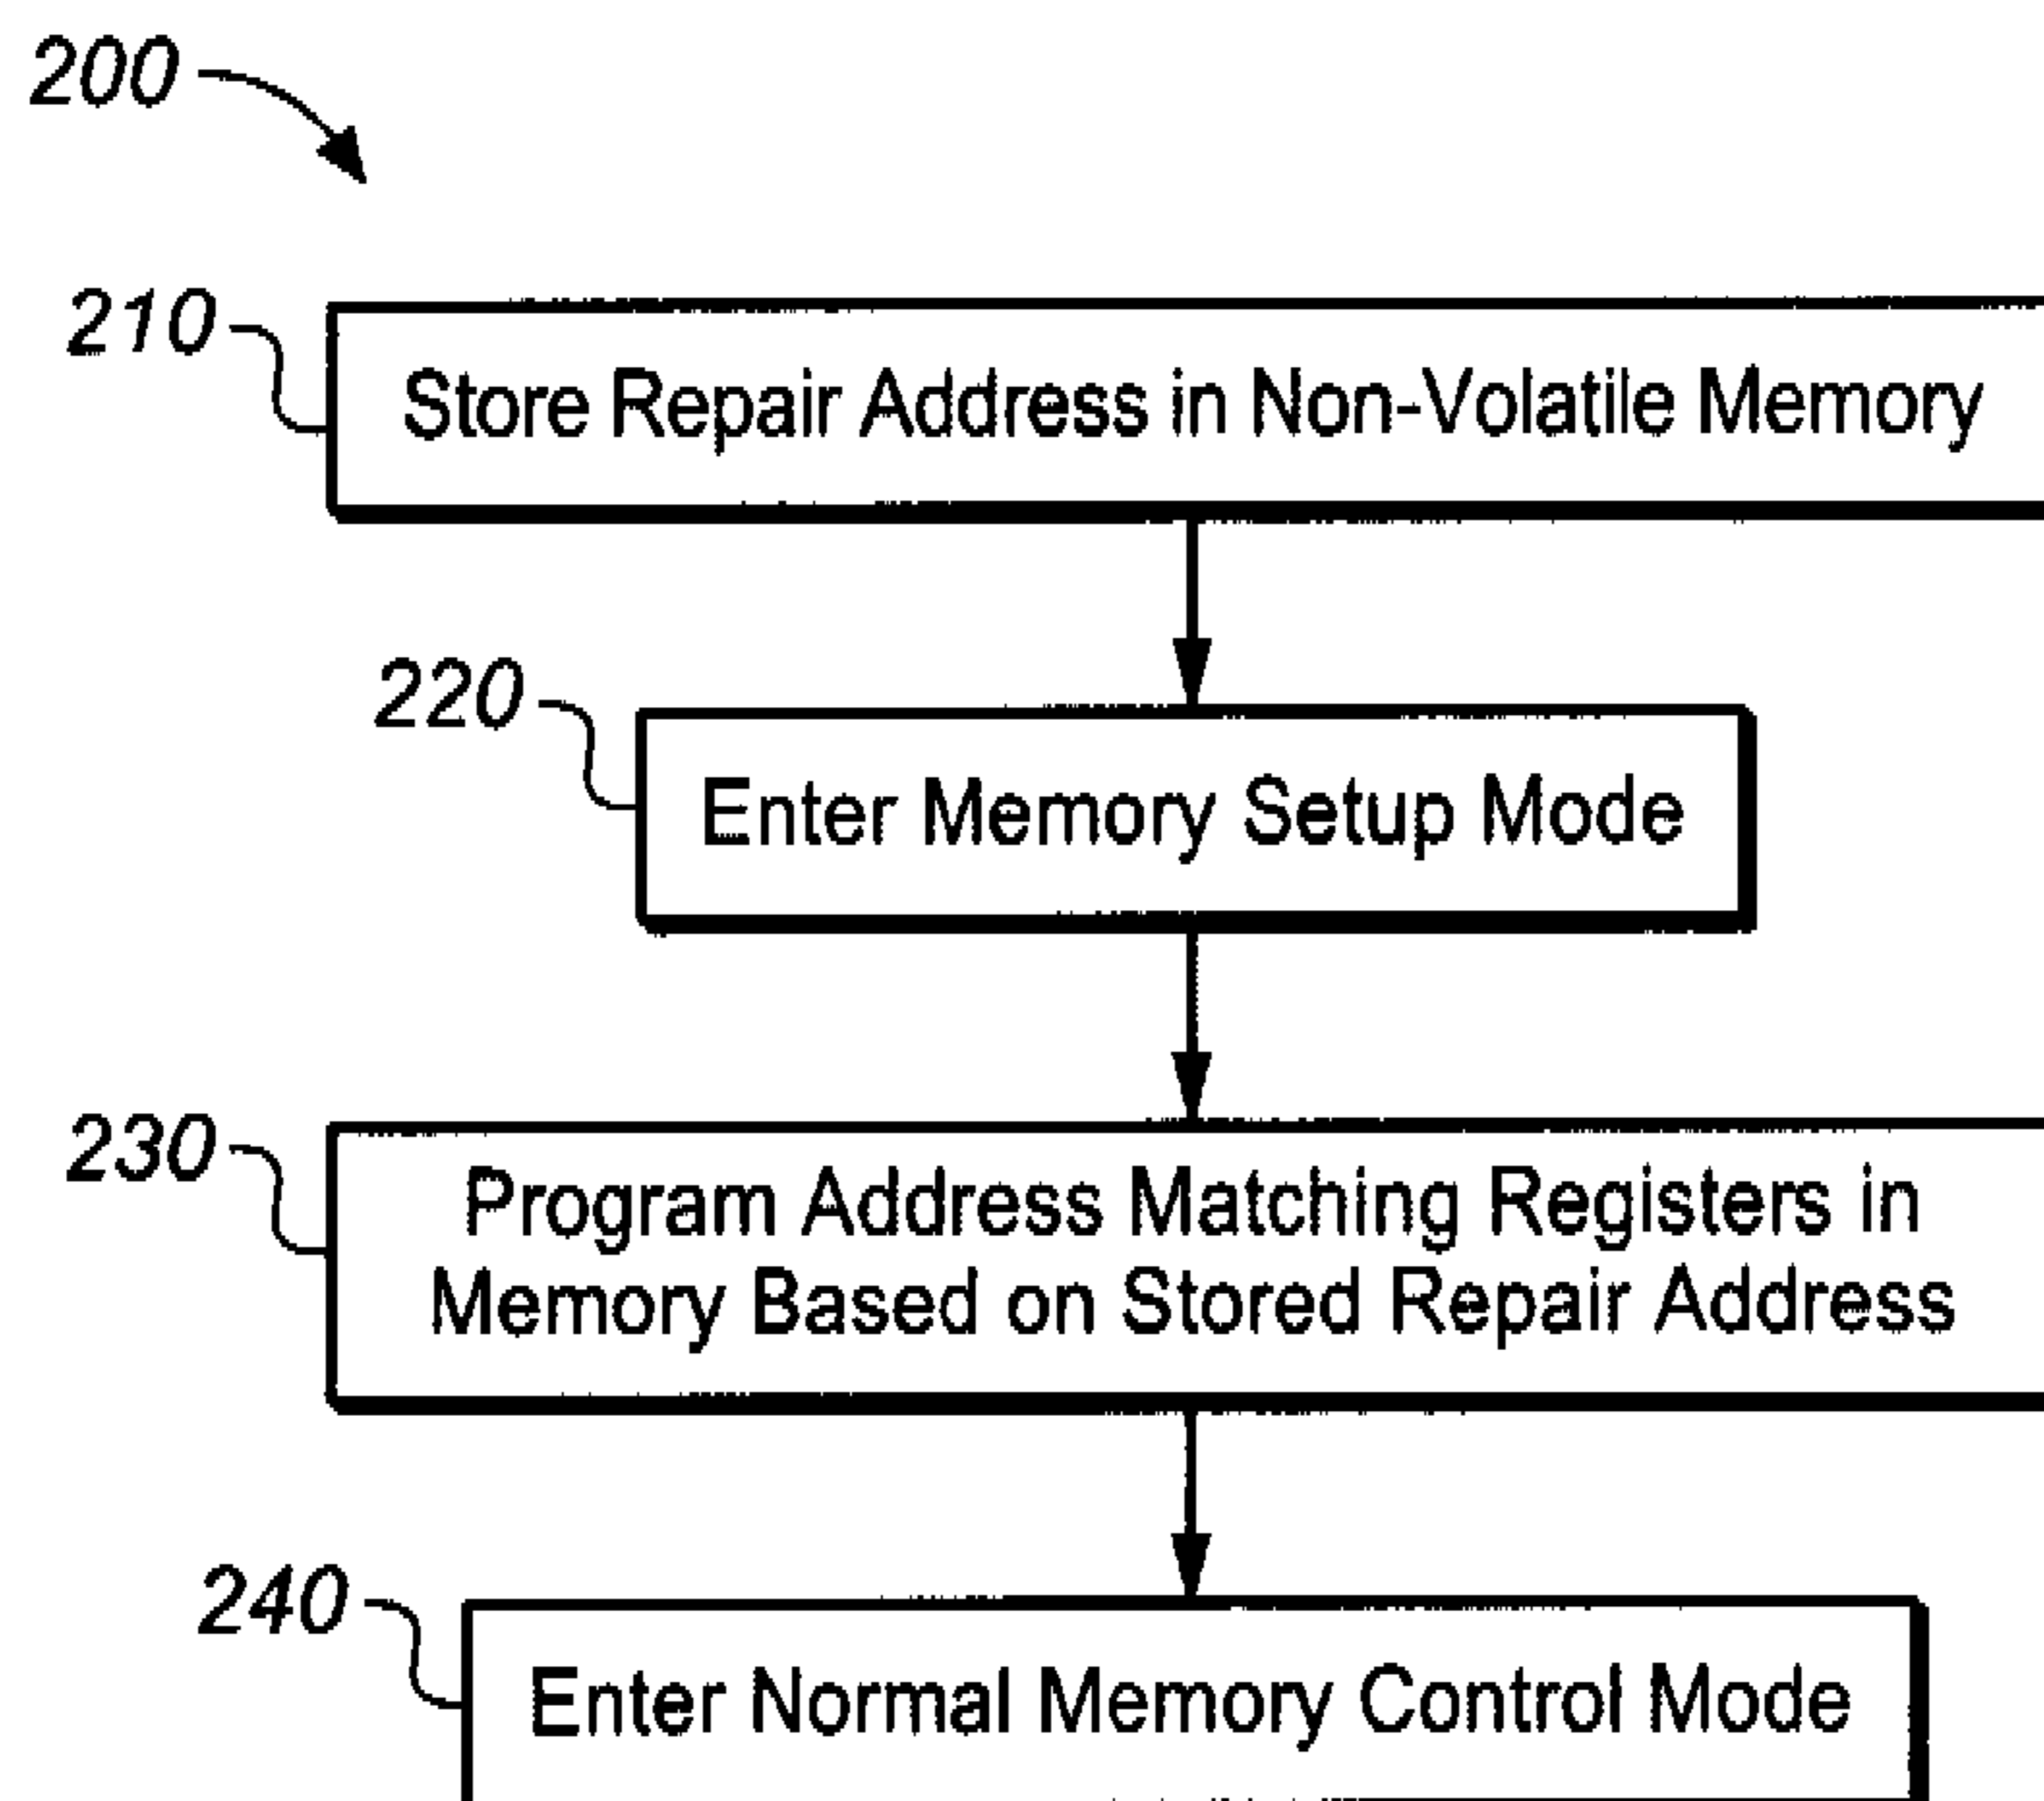 200
210
Store Repair Address in Non-Volatile Memory
220
Enter Memory Setup Mode
230
Program Address Matching Registers in
Memory Based on Stored Repair Address
240
Enter Normal Memory Control Mode